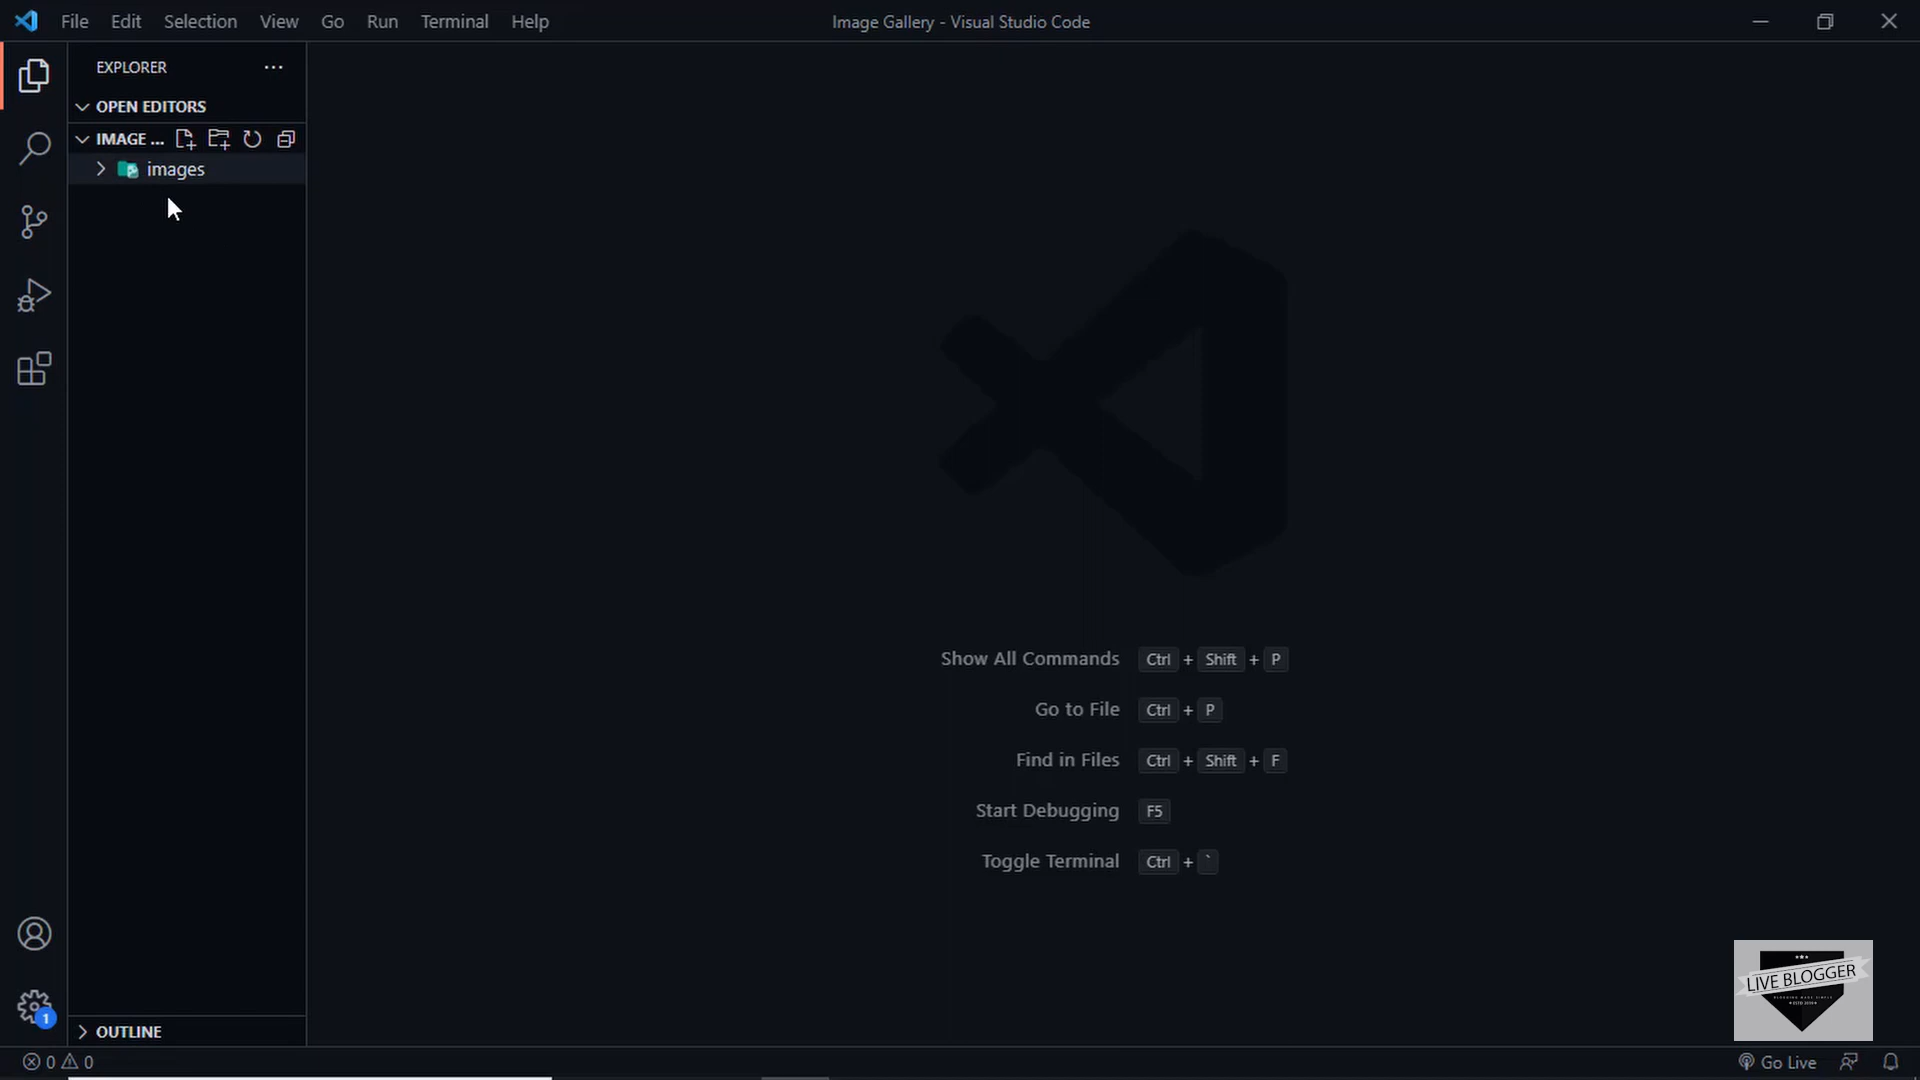 File Edit Selection View Go Run Terminal Help
Image Gallery - Visual Studio Code
EXPLORER
OPEN EDITORS
IMAGE ...
images
Show All Commands Ctrl + Shift + P
Go to File Ctrl + P
Find in Files Ctrl + Shift + F
Start Debugging F5
Toggle Terminal Ctrl + `
LIVE BLOGGER
1
OUTLINE
0 0
Go Live